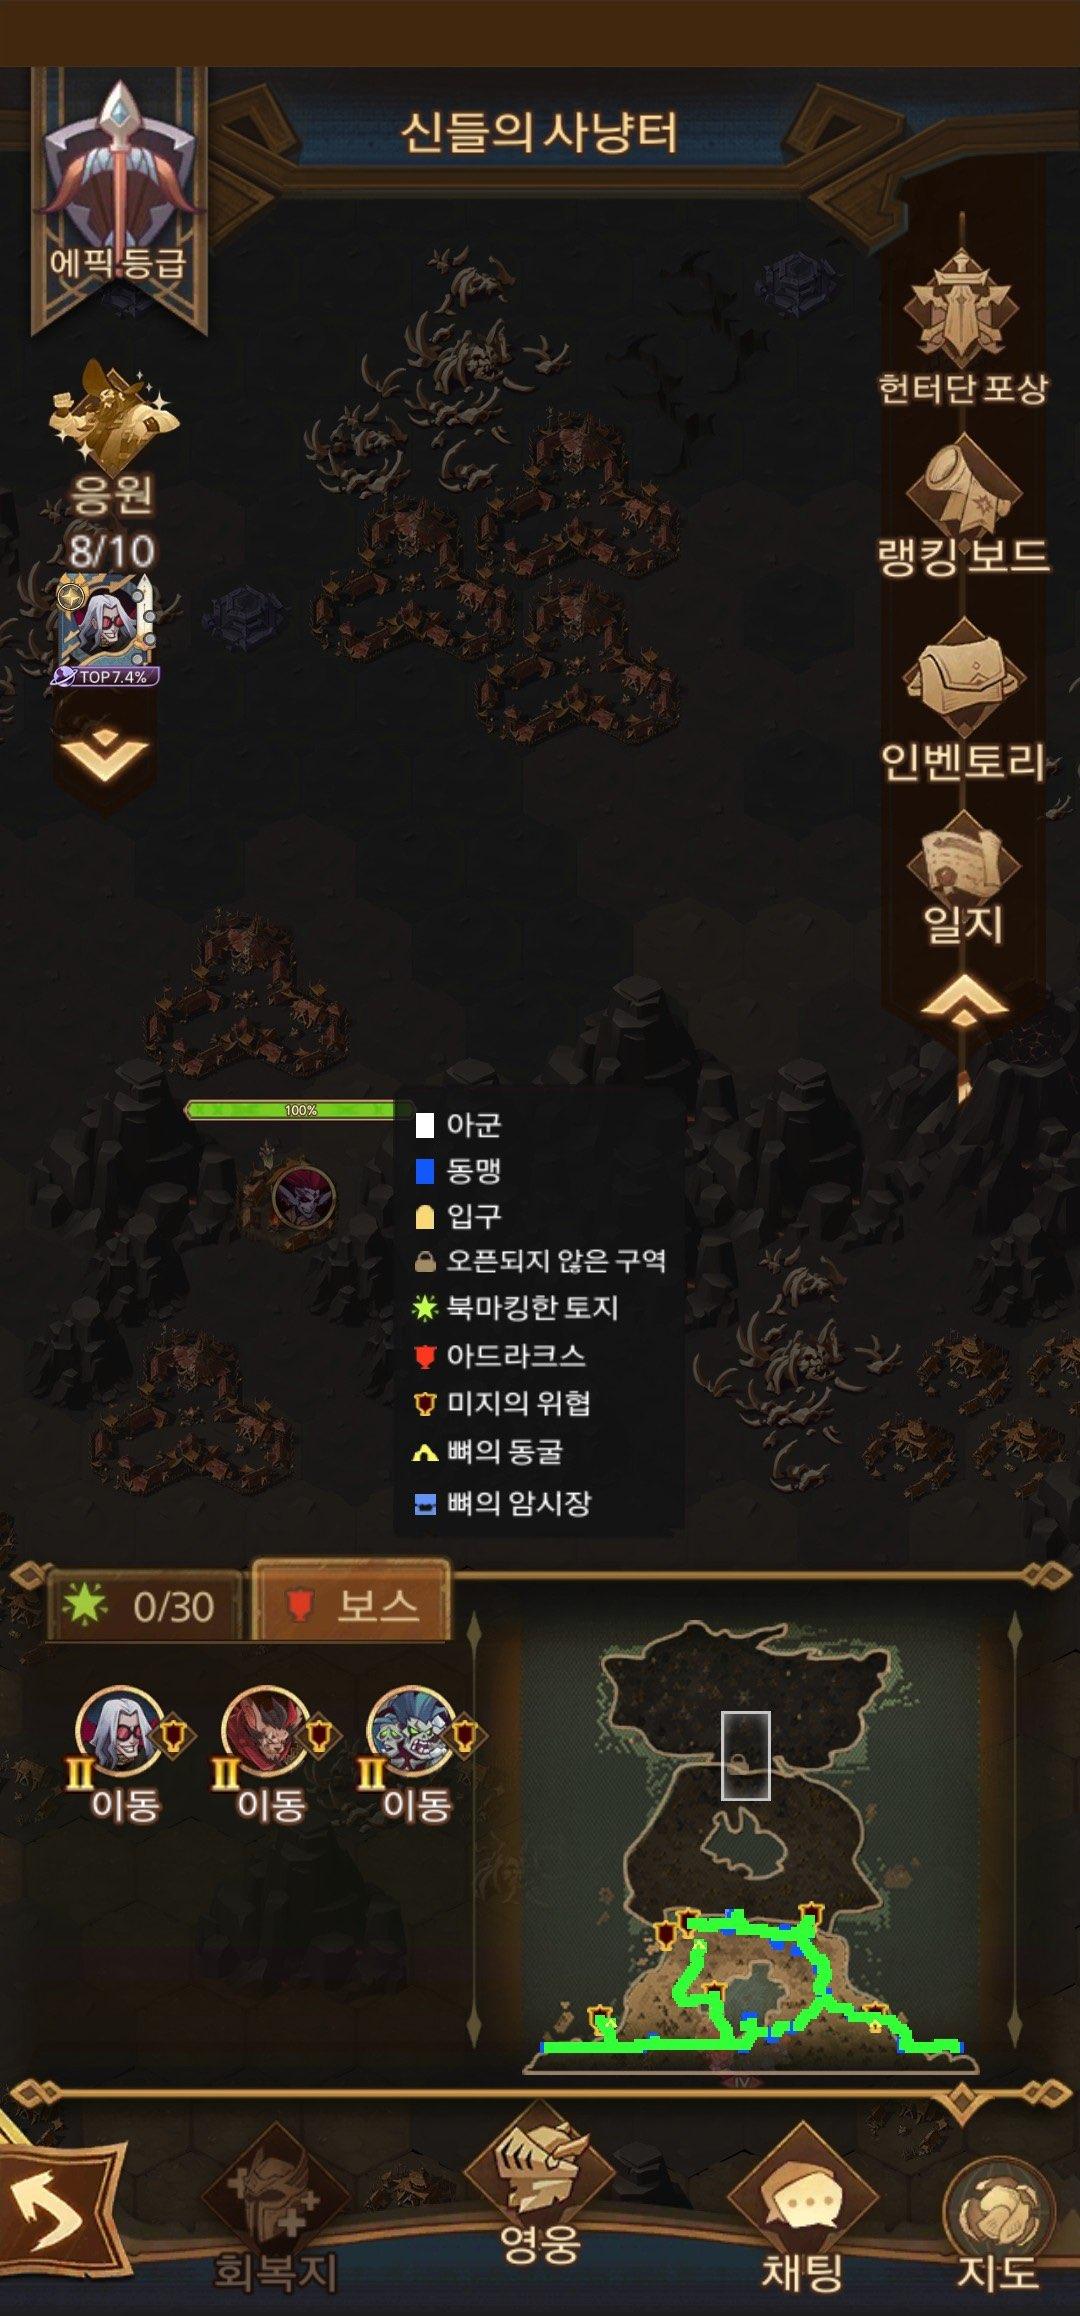 신들의 사냥터
에픽 등급
헌터단 포상
응원
8/10
랭킹 보드
TOP 7.4%
인벤토리
일지
100%
아군
동맹
입구
오픈되지 않은 구역
북마킹한 토지
아드라크스
미지의 위협
뼈의 동굴
뼈의 암시장
0/30
보스
II
II
II
이동
이동
이동
IV
회복지
영웅
채팅
지도